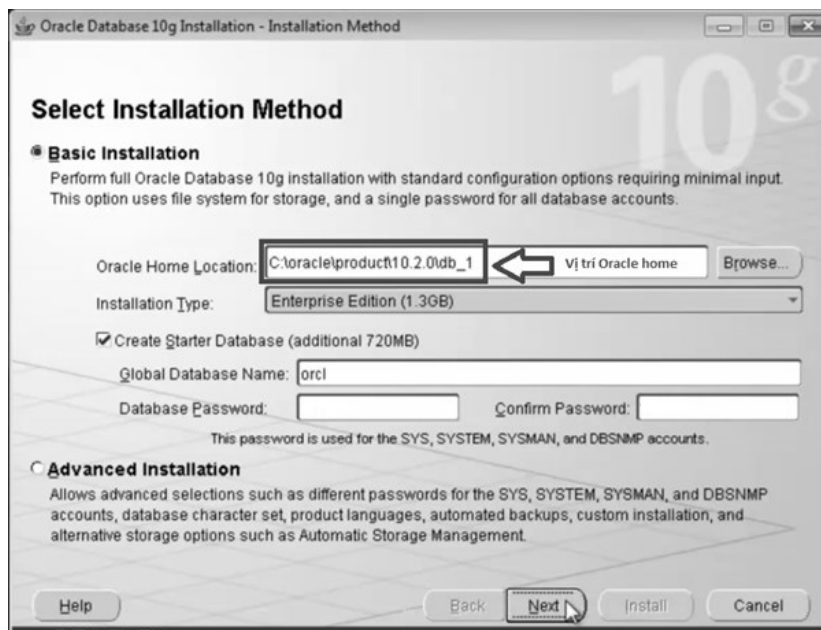 Oracle Database 10g Installation - Installation Method
10g
Select Installation Method
Basic Installation
Perform full Oracle Database 10g installation with standard configuration options requiring minimal input.
This option uses file system for storage, and a single password for all database accounts.
Oracle Home Location: C:\oracle\product\10.2.0\db_1 Vị trí Oracle home Browse...
Installation Type: Enterprise Edition (1.3GB)
Create Starter Database (additional 720MB)
Global Database Name: orcl
Database Password: Confirm Password:
This password is used for the SYS, SYSTEM, SYSMAN, and DBSNMP accounts.
Advanced Installation
Allows advanced selections such as different passwords for the SYS, SYSTEM, SYSMAN, and DBSNMP
accounts, database character set, product languages, automated backups, custom installation, and
alternative storage options such as Automatic Storage Management.
Help Back Next Install Cancel